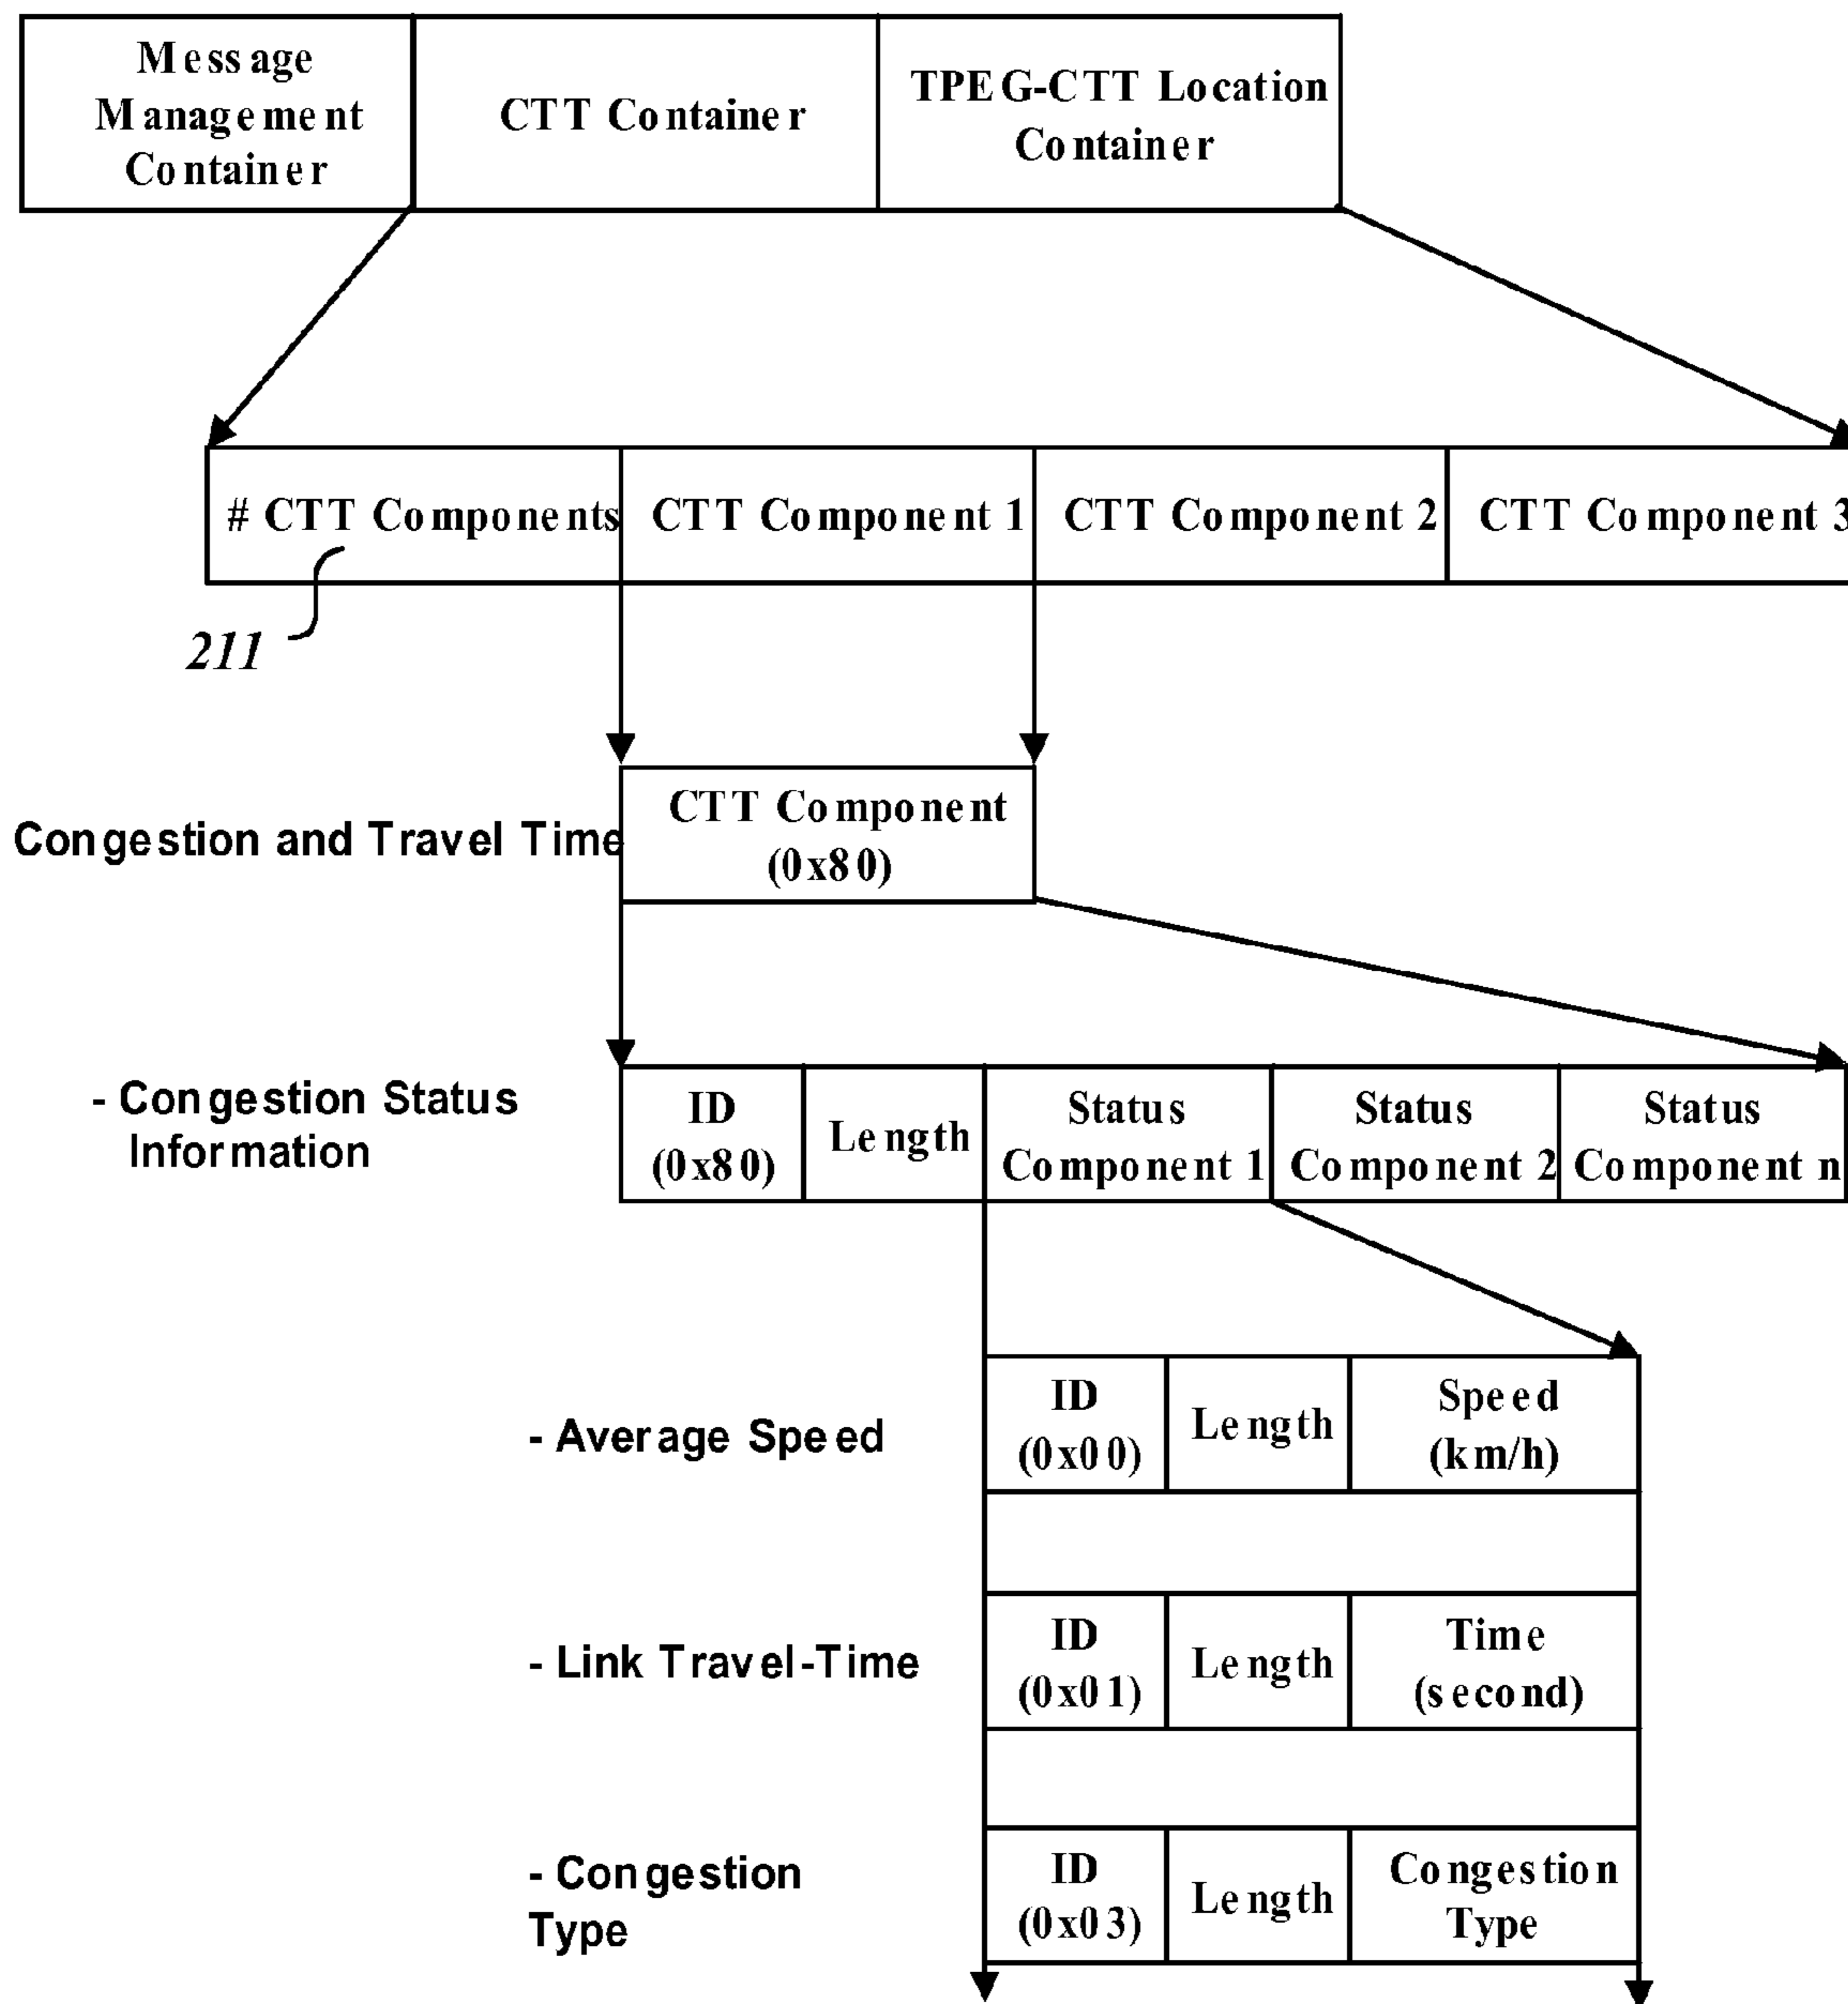 Message
Management
Container
CTT Container
TPEG-CTT Location
Container
# CTT Components
CTT Component 1
CTT Component 2
CTT Component 3
211
Congestion and Travel Time
CTT Component
(0x80)
- Congestion Status
Information
ID
(0x80)
Length
Status
Component 1
Status
Component 2
Status
Component n
- Average Speed
ID
(0x00)
Length
Speed
(km/h)
- Link Travel-Time
ID
(0x01)
Length
Time
(second)
- Congestion
Type
ID
(0x03)
Length
Congestion
Type